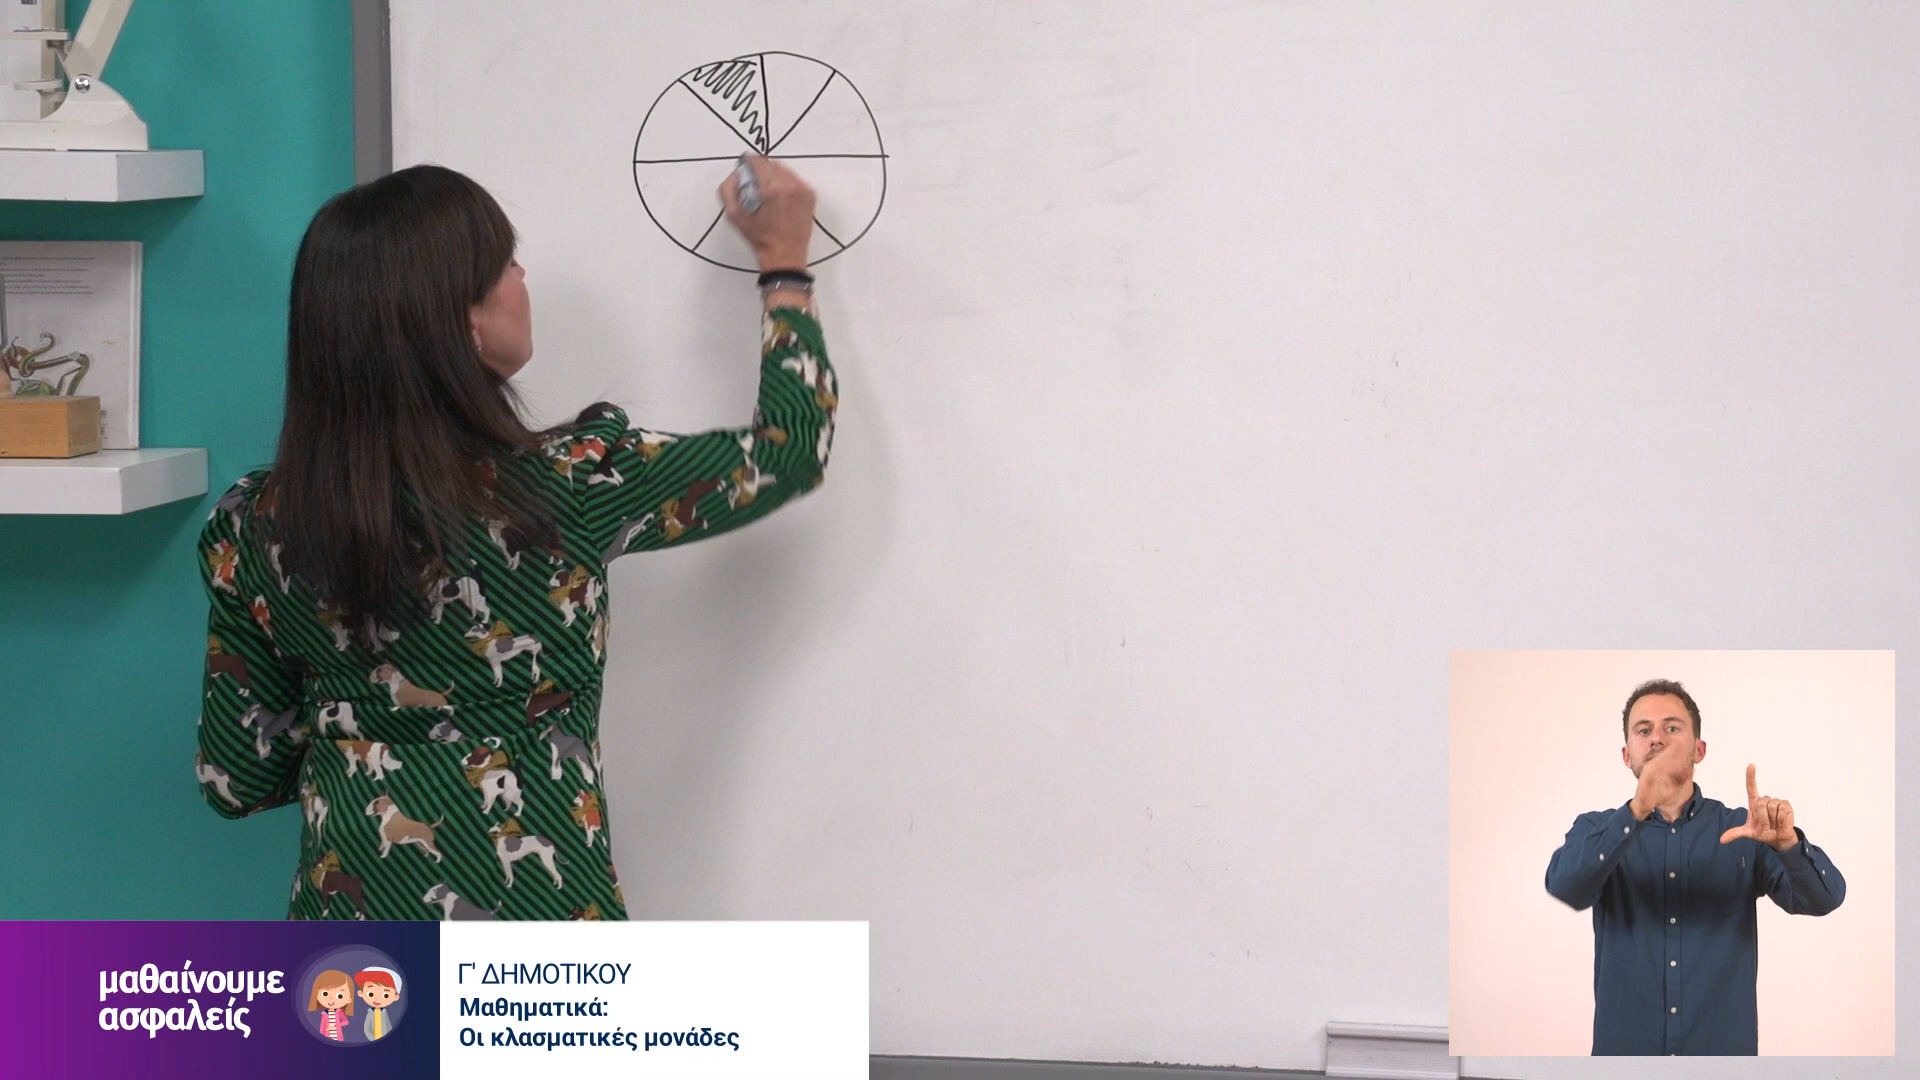 μαθαίνουμε
ασφαλείς
Γ' ΔΗΜΟΤΙΚΟΥ
Μαθηματικά:
Οι κλασματικές μονάδες